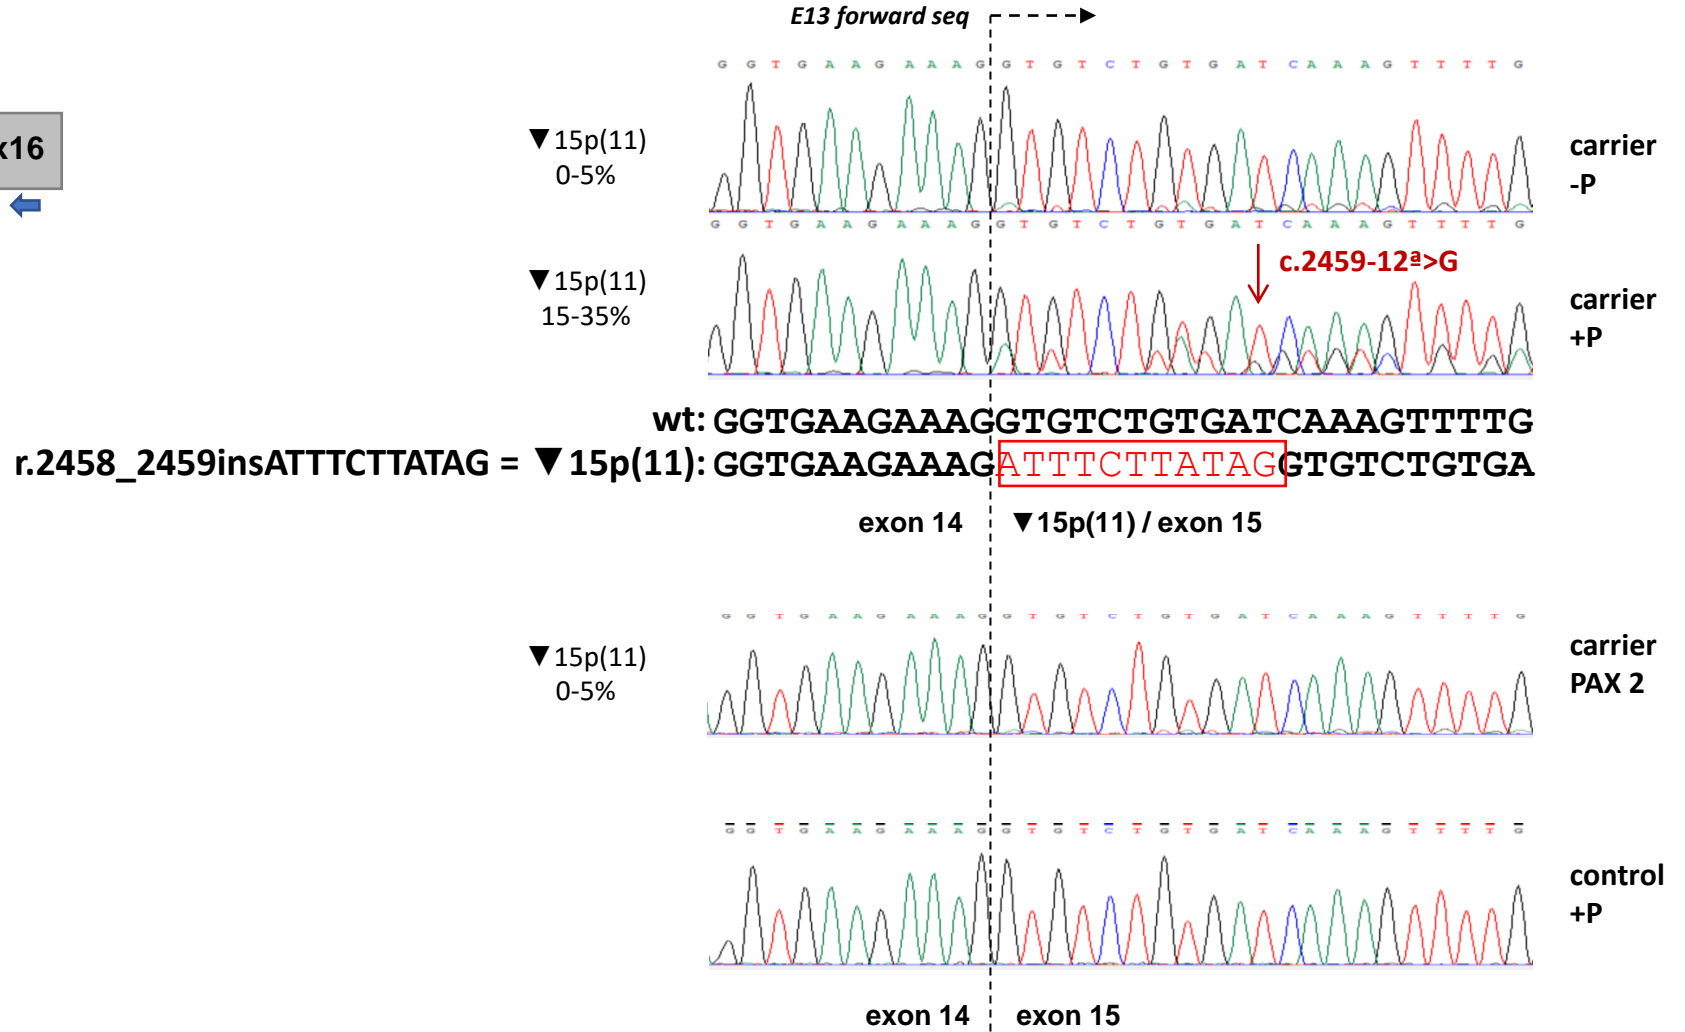 E13 forward seq
G G T G A A G A A A G G T G T C T G T G A T C A A A G T T T T G
x16
▼15p(11)
0-5%
carrier
-P
G G T G A A G A A A G G T G T C T G T G A T C A A A G T T T T G
c.2459-12ª>G
▼15p(11)
15-35%
carrier
+P
wt: GGTGAAGAAAGGTGTCTGTGATCAAAGTTTTG
r.2458_2459insATTTCTTATAG = ▼15p(11): GGTGAAGAAAGATTTCTTATAGGTGTCTGTGA
exon 14 ▼15p(11) / exon 15
G G T G A A G A A A G G T G T C T G T G A T C A A A G T T T T G
▼15p(11)
0-5%
carrier
PAX 2
G G T G A A G A A A G G T G T C T G T G A T C A A A G T T T T G
control
+P
exon 14 exon 15